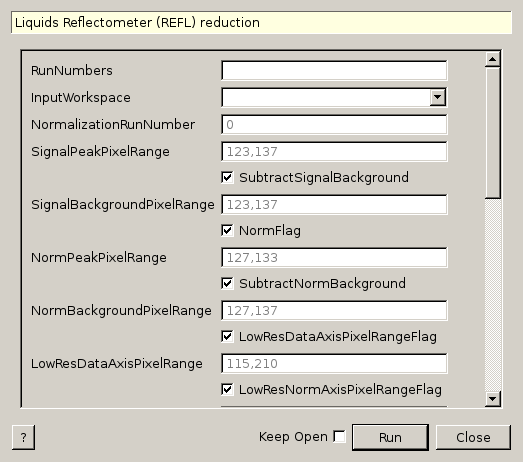 Liquids Reflectometer (REFL) reduction
RunNumbers
InputWorkspace
NormalizationRunNumber 0
SignalPeakPixelRange 123,137
SubtractSignalBackground
SignalBackgroundPixelRange 123,137
NormFlag
NormPeakPixelRange 127,133
SubtractNormBackground
NormBackgroundPixelRange 127,137
LowResDataAxisPixelRangeFlag
LowResDataAxisPixelRange 115,210
LowResNormAxisPixelRangeFlag
? Keep Open Run Close